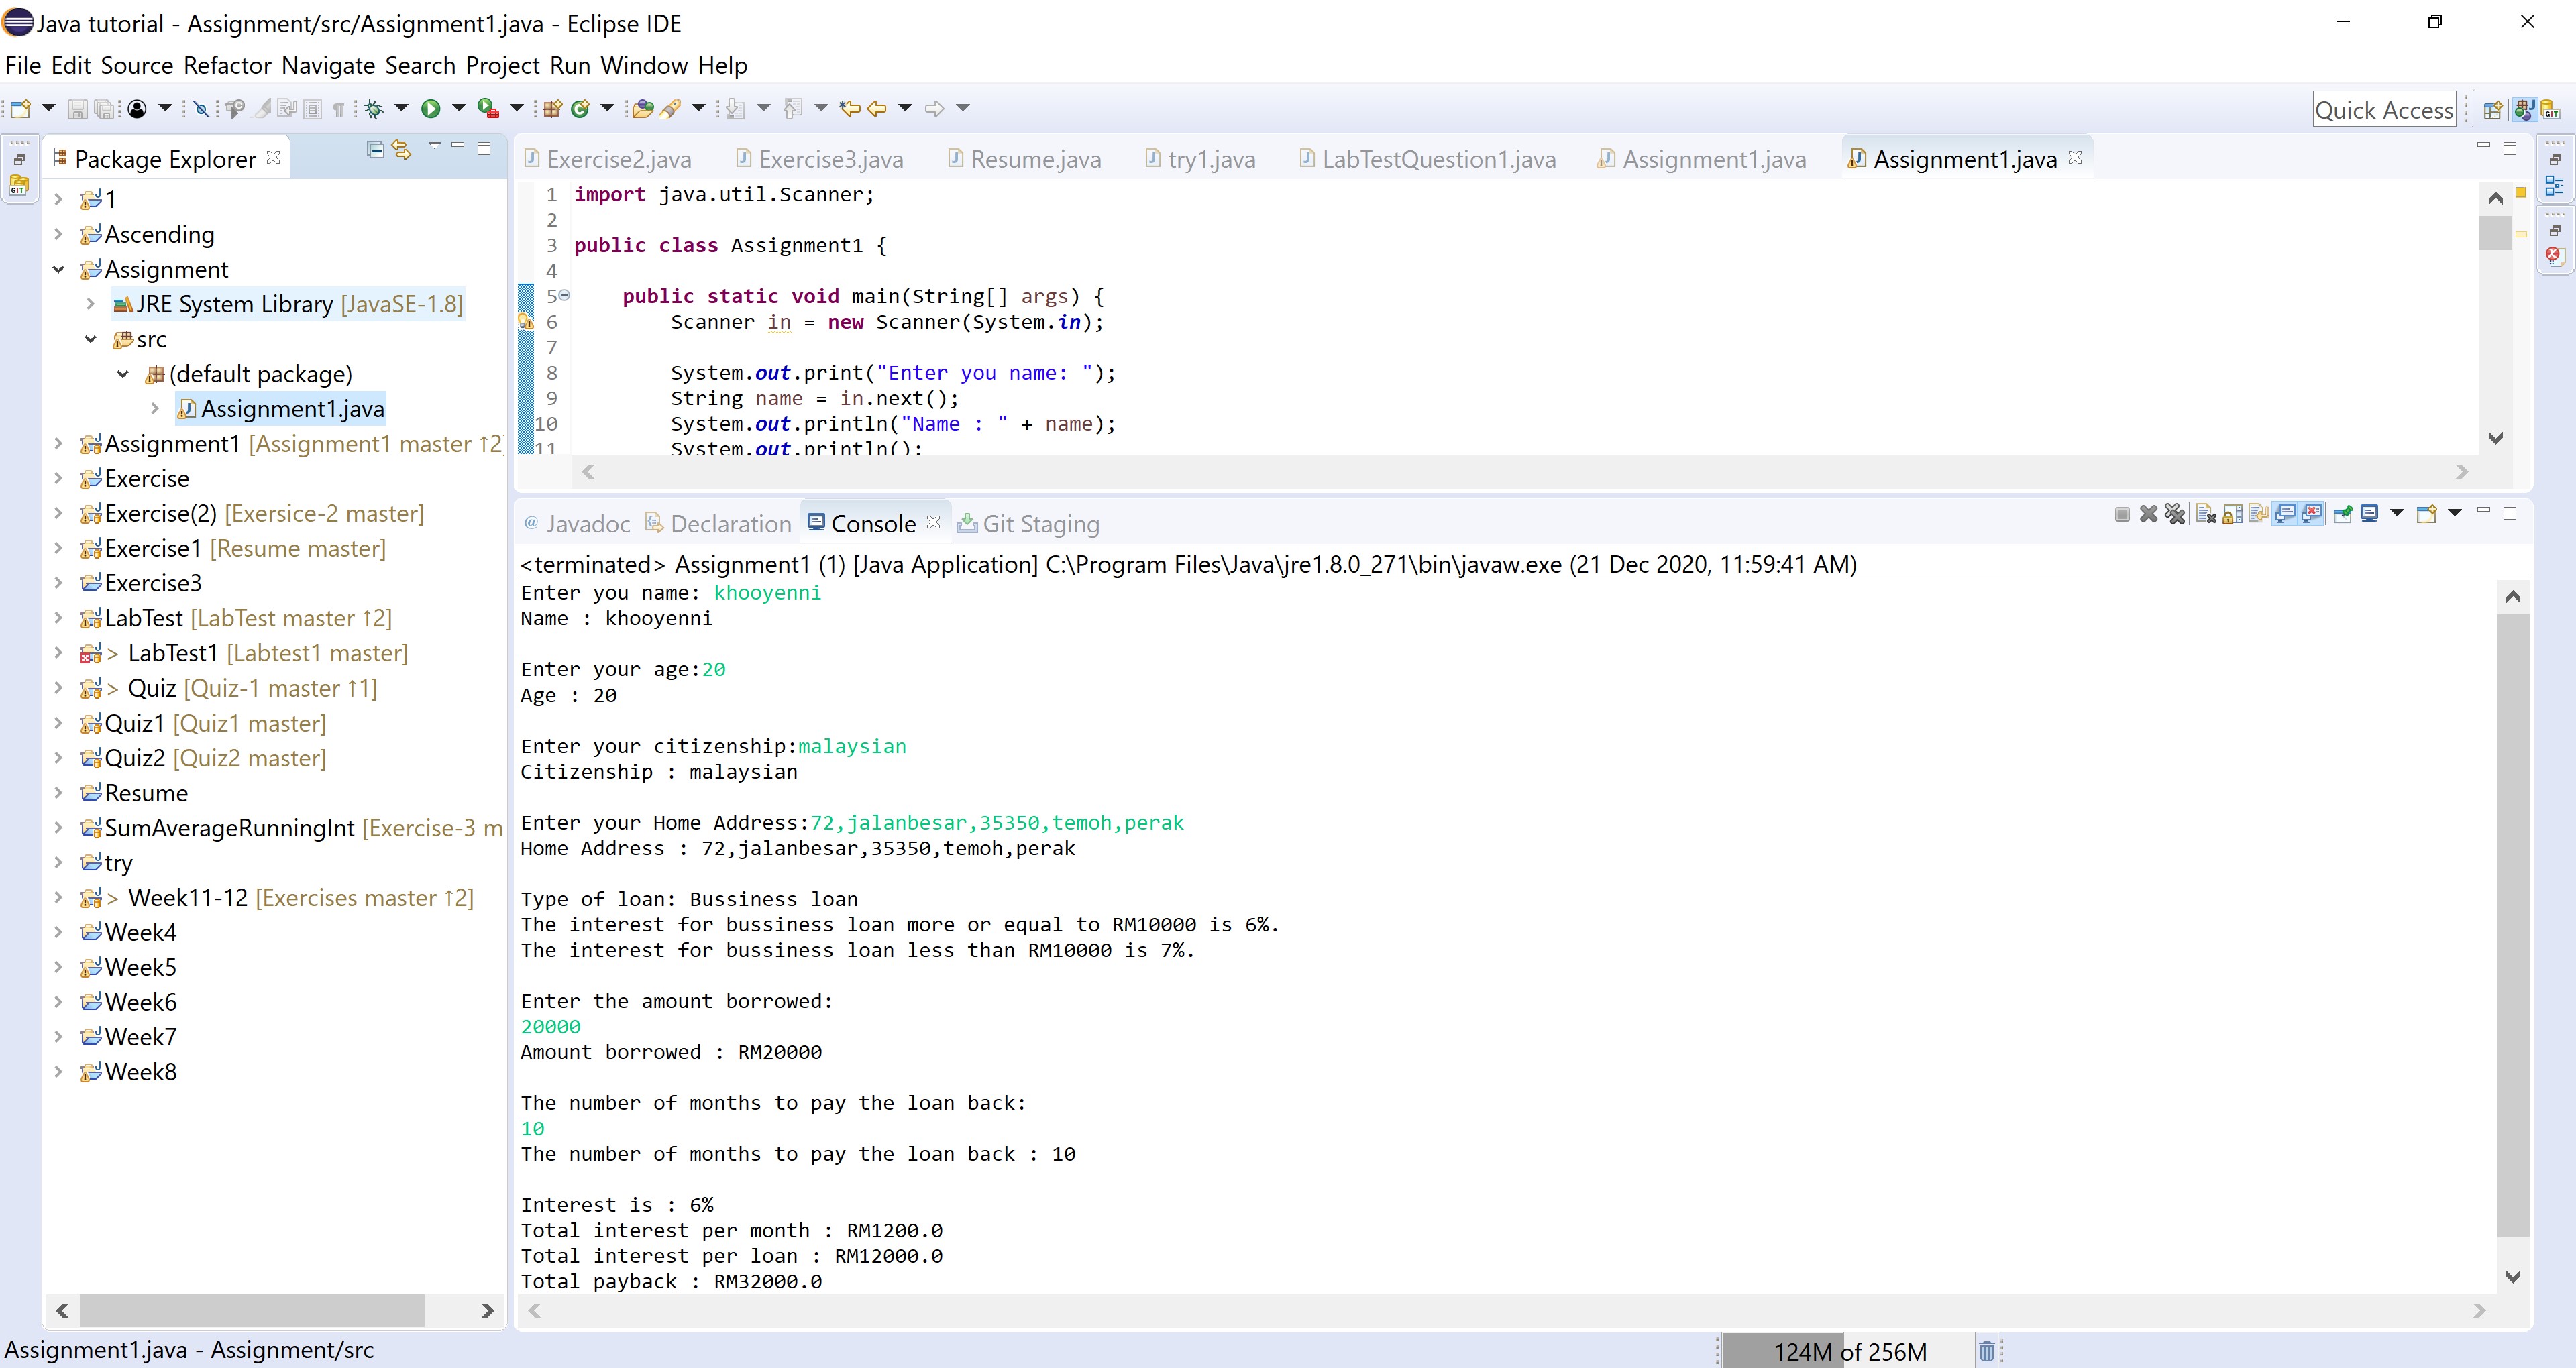 Java tutorial - Assignment/src/Assignment1.java - Eclipse IDE
File Edit Source Refactor Navigate Search Project Run Window Help
Quick Access
Package Explorer
1
Ascending
Assignment
JRE System Library [JavaSE-1.8]
src
(default package)
Assignment1.java
Assignment1 [Assignment1 master ↑2]
Exercise
Exercise(2) [Exersice-2 master]
Exercise1 [Resume master]
Exercise3
LabTest [LabTest master ↑2]
> LabTest1 [Labtest1 master]
> Quiz [Quiz-1 master ↑1]
Quiz1 [Quiz1 master]
Quiz2 [Quiz2 master]
Resume
SumAverageRunningInt [Exercise-3 m
try
> Week11-12 [Exercises master ↑2]
Week4
Week5
Week6
Week7
Week8
Exercise2.java Exercise3.java Resume.java try1.java LabTestQuestion1.java Assignment1.java Assignment1.java
1 import java.util.Scanner;
2
3 public class Assignment1 {
4
5 public static void main(String[] args) {
6 Scanner in = new Scanner(System.in);
7
8 System.out.print("Enter you name: ");
9 String name = in.next();
10 System.out.println("Name : " + name);
11 System.out.println();
Javadoc Declaration Console Git Staging
<terminated> Assignment1 (1) [Java Application] C:\Program Files\Java\jre1.8.0_271\bin\javaw.exe (21 Dec 2020, 11:59:41 AM)
Enter you name: khooyenni
Name : khooyenni
Enter your age:20
Age : 20
Enter your citizenship:malaysian
Citizenship : malaysian
Enter your Home Address:72,jalanbesar,35350,temoh,perak
Home Address : 72,jalanbesar,35350,temoh,perak
Type of loan: Bussiness loan
The interest for bussiness loan more or equal to RM10000 is 6%.
The interest for bussiness loan less than RM10000 is 7%.
Enter the amount borrowed:
20000
Amount borrowed : RM20000
The number of months to pay the loan back:
10
The number of months to pay the loan back : 10
Interest is : 6%
Total interest per month : RM1200.0
Total interest per loan : RM12000.0
Total payback : RM32000.0
Assignment1.java - Assignment/src
124M of 256M